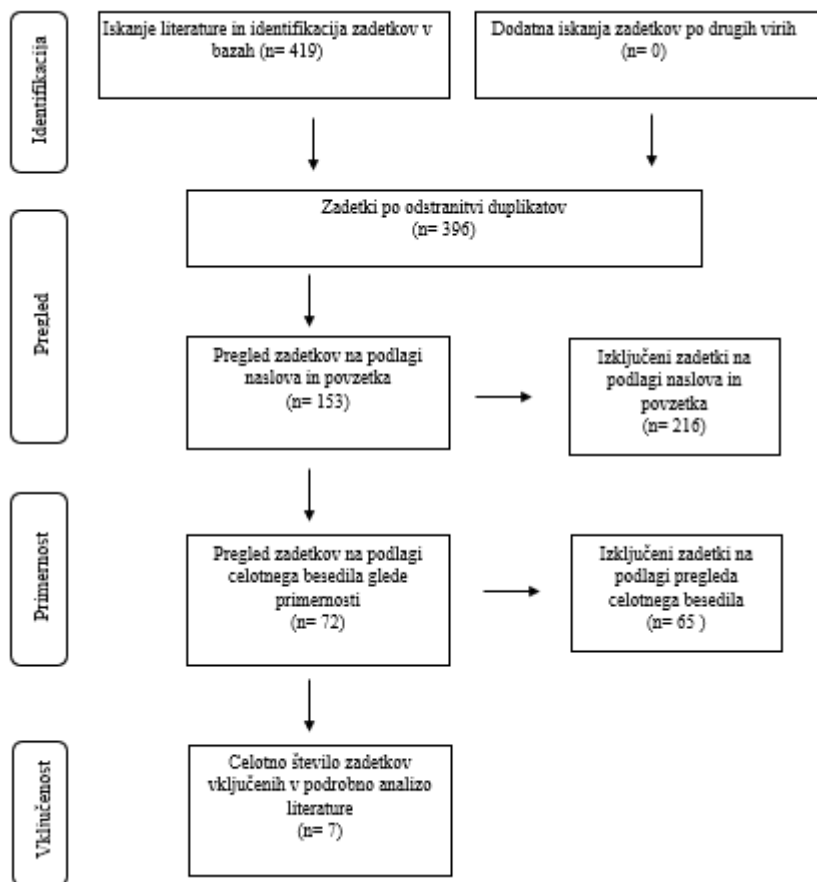 Identifikacija
Iskanje literature in identifikacija zadetkov v
bazah (n= 419)
Dodatna iskanja zadetkov po drugih virih
(n= 0)
Pregled
Zadetki po odstranitvi duplikatov
(n= 396)
Pregled zadetkov na podlagi
naslova in povzetka
(n= 153)
Izključeni zadetki na
podlagi naslova in
povzetka
(n= 216)
Primernost
Pregled zadetkov na podlagi
celotnega besedila glede
primernosti
(n= 72)
Izključeni zadetki na
podlagi pregleda
celotnega besedila
(n= 65 )
Vključenost
Celotno število zadetkov
vključenih v podrobno analizo
literature
(n= 7)